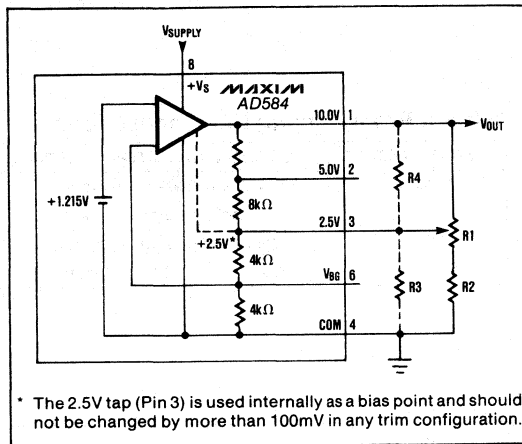 VSUPPLY
8
+VS
MAXIM
AD584
10.0V 1
VOUT
5.0V 2
R4
8kΩ
+1.215V
2.5V 3
+2.5V*
R1
4kΩ
VBG 6
R3
R2
4kΩ
COM 4
* The 2.5V tap (Pin 3) is used internally as a bias point and should
not be changed by more than 100mV in any trim configuration.